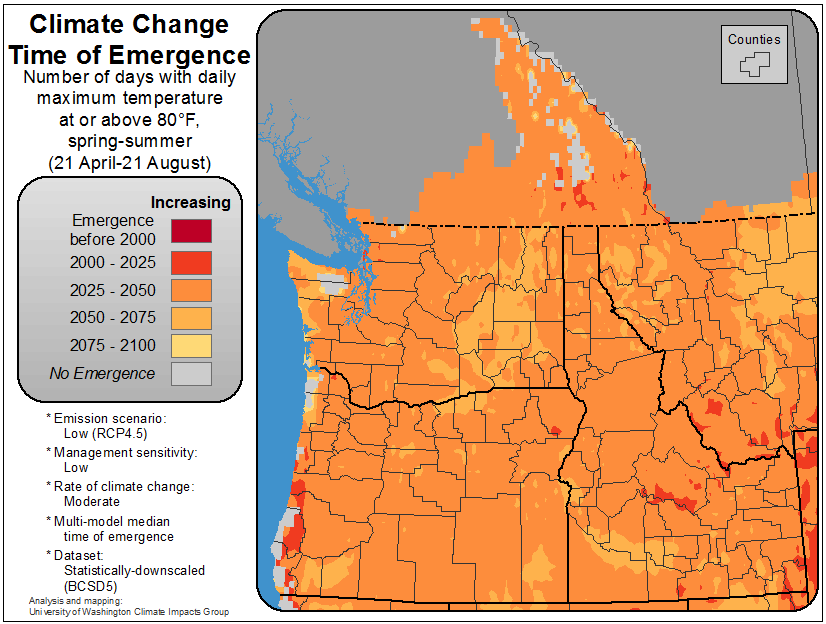 Climate Change
Time of Emergence
Number of days with daily
maximum temperature
at or above 80°F,
spring-summer
(21 April-21 August)
Increasing
Emergence
before 2000
2000 - 2025
2025 - 2050
2050 - 2075
2075 - 2100
No Emergence
* Emission scenario:
Low (RCP4.5)
* Management sensitivity:
Low
* Rate of climate change:
Moderate
* Multi-model median
time of emergence
* Dataset:
Statistically-downscaled
(BCSD5)
Analysis and mapping:
University of Washington Climate Impacts Group
Counties